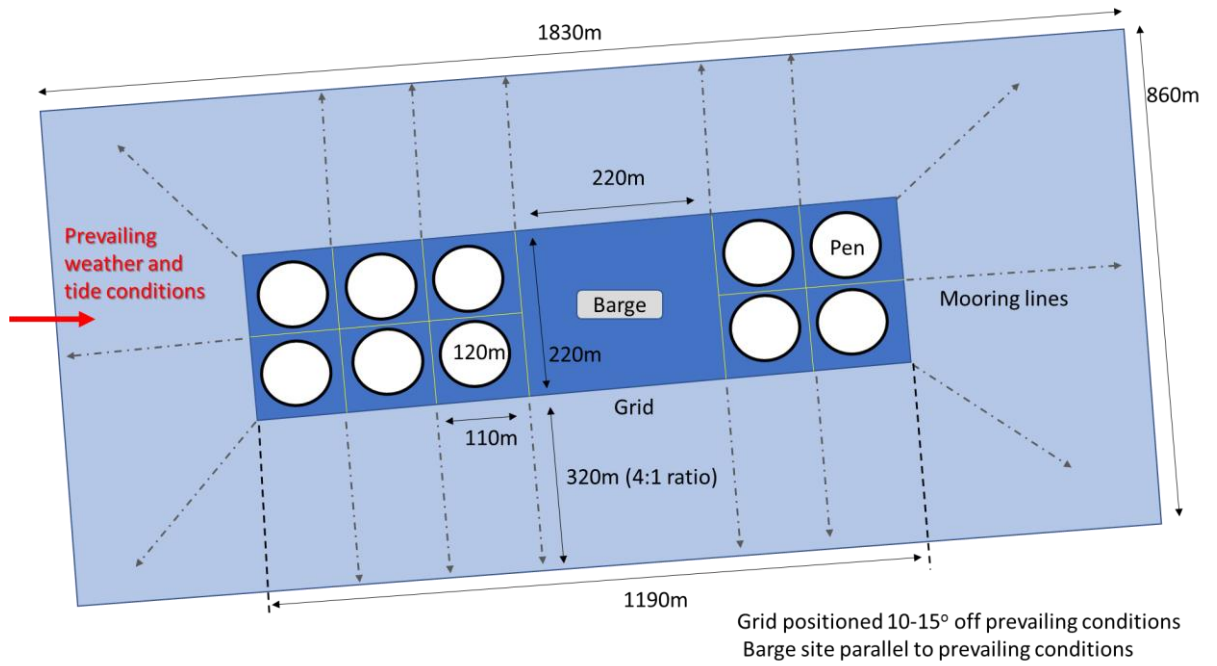 1830m
860m
220m
Prevailing
weather and
tide conditions
Pen
Mooring lines
Barge
120m
220m
Grid
110m
320m (4:1 ratio)
1190m
Grid positioned 10-15° off prevailing conditions
Barge site parallel to prevailing conditions